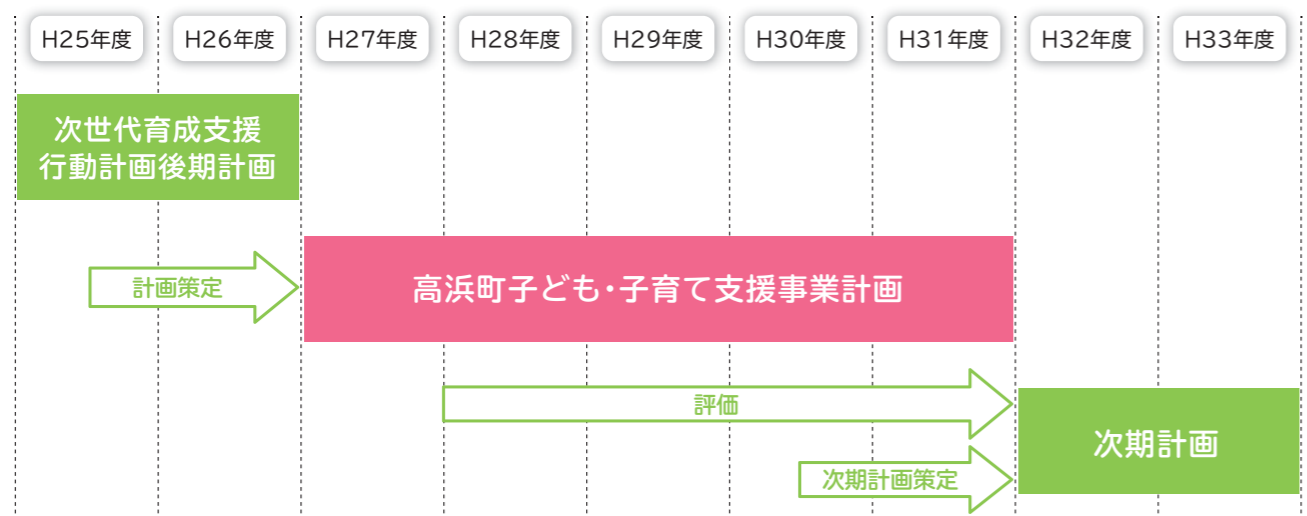 H25年度
H26年度
H27年度
H28年度
H29年度
H30年度
H31年度
H32年度
H33年度
次世代育成支援
行動計画後期計画
計画策定
高浜町子ども・子育て支援事業計画
評価
次期計画策定
次期計画